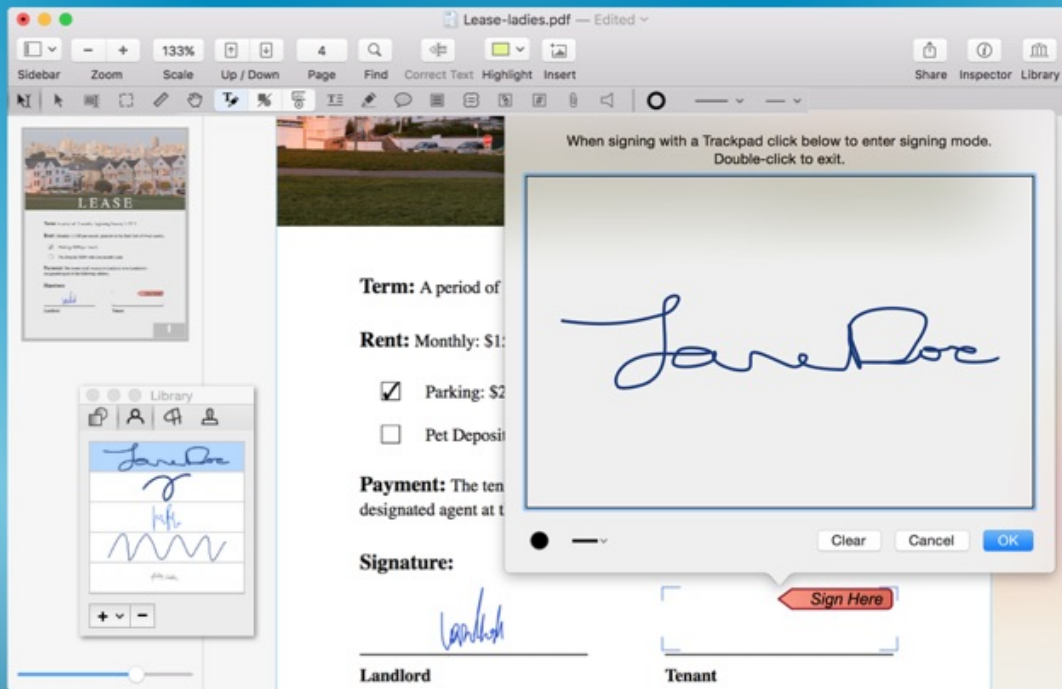 Lease-ladies.pdf — Edited
133%
4
Sidebar Zoom Scale Up / Down Page Find Correct Text Highlight Insert Share Inspector Library
When signing with a Trackpad click below to enter signing mode.
Double-click to exit.
LEASE
Jane Doe
Term: A period of
Rent: Monthly: $1
Parking: $2
Pet Deposit
Payment: The ten
designated agent at t
Signature:
Library
Jane Doe
Clear Cancel OK
Sign Here
Landlord Tenant